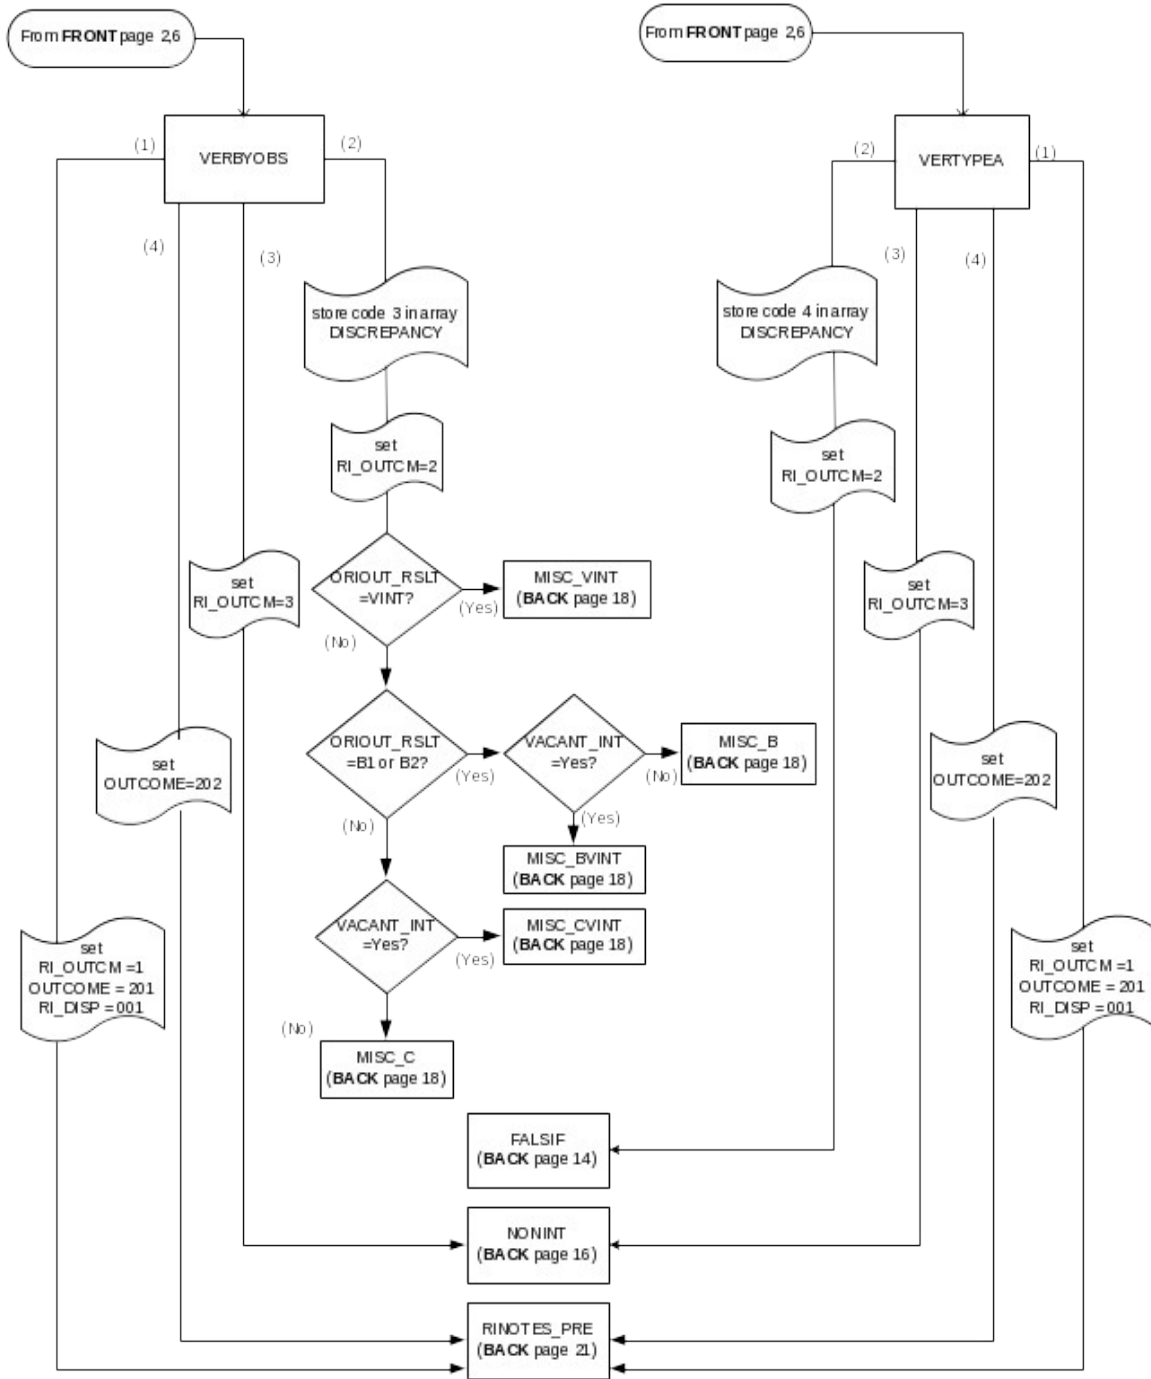 From FRONT page 2,6
From FRONT page 2,6
(1)
VERBYOBS
(2)
(2)
VERTYPEA
(1)
(4)
(3)
(3)
(4)
store code 3 in array
DISCREPANCY
store code 4 in array
DISCREPANCY
set
RI_OUTCM=2
set
RI_OUTCM=2
set
RI_OUTCM=3
ORIOUT_RSLT
=VINT?
(Yes)
(No)
MISC_VINT
(BACK page 18)
set
RI_OUTCM=3
set
OUTCOME=202
ORIOUT_RSLT
=B1 or B2?
(Yes)
(No)
VACANT_INT
=Yes?
(No)
(Yes)
MISC_B
(BACK page 18)
set
OUTCOME=202
MISC_BVINT
(BACK page 18)
VACANT_INT
=Yes?
(Yes)
(No)
MISC_CVINT
(BACK page 18)
set
RI_OUTCM =1
OUTCOME = 201
RI_DISP = 001
set
RI_OUTCM =1
OUTCOME = 201
RI_DISP = 001
MISC_C
(BACK page 18)
FALSIF
(BACK page 14)
NONINT
(BACK page 16)
RINOTES_PRE
(BACK page 21)